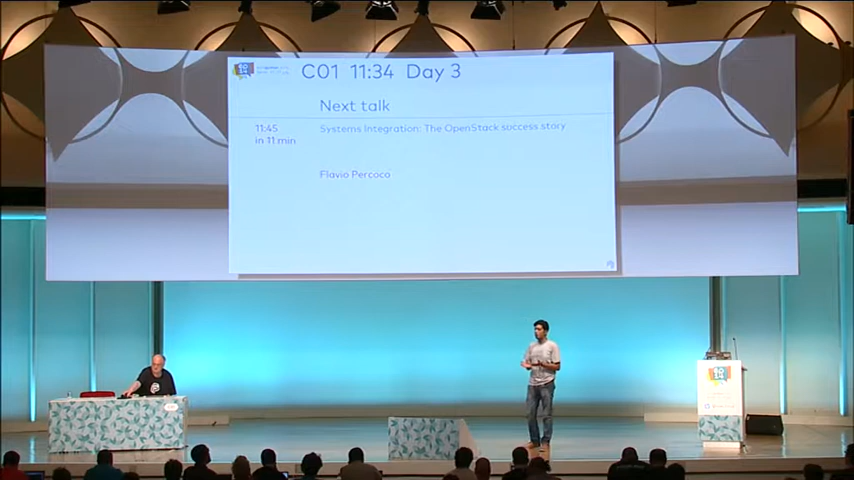 C01 11:34 Day 3
Next talk
11:45 Systems Integration: The OpenStack success story
in 11 min
Flavio Percoco